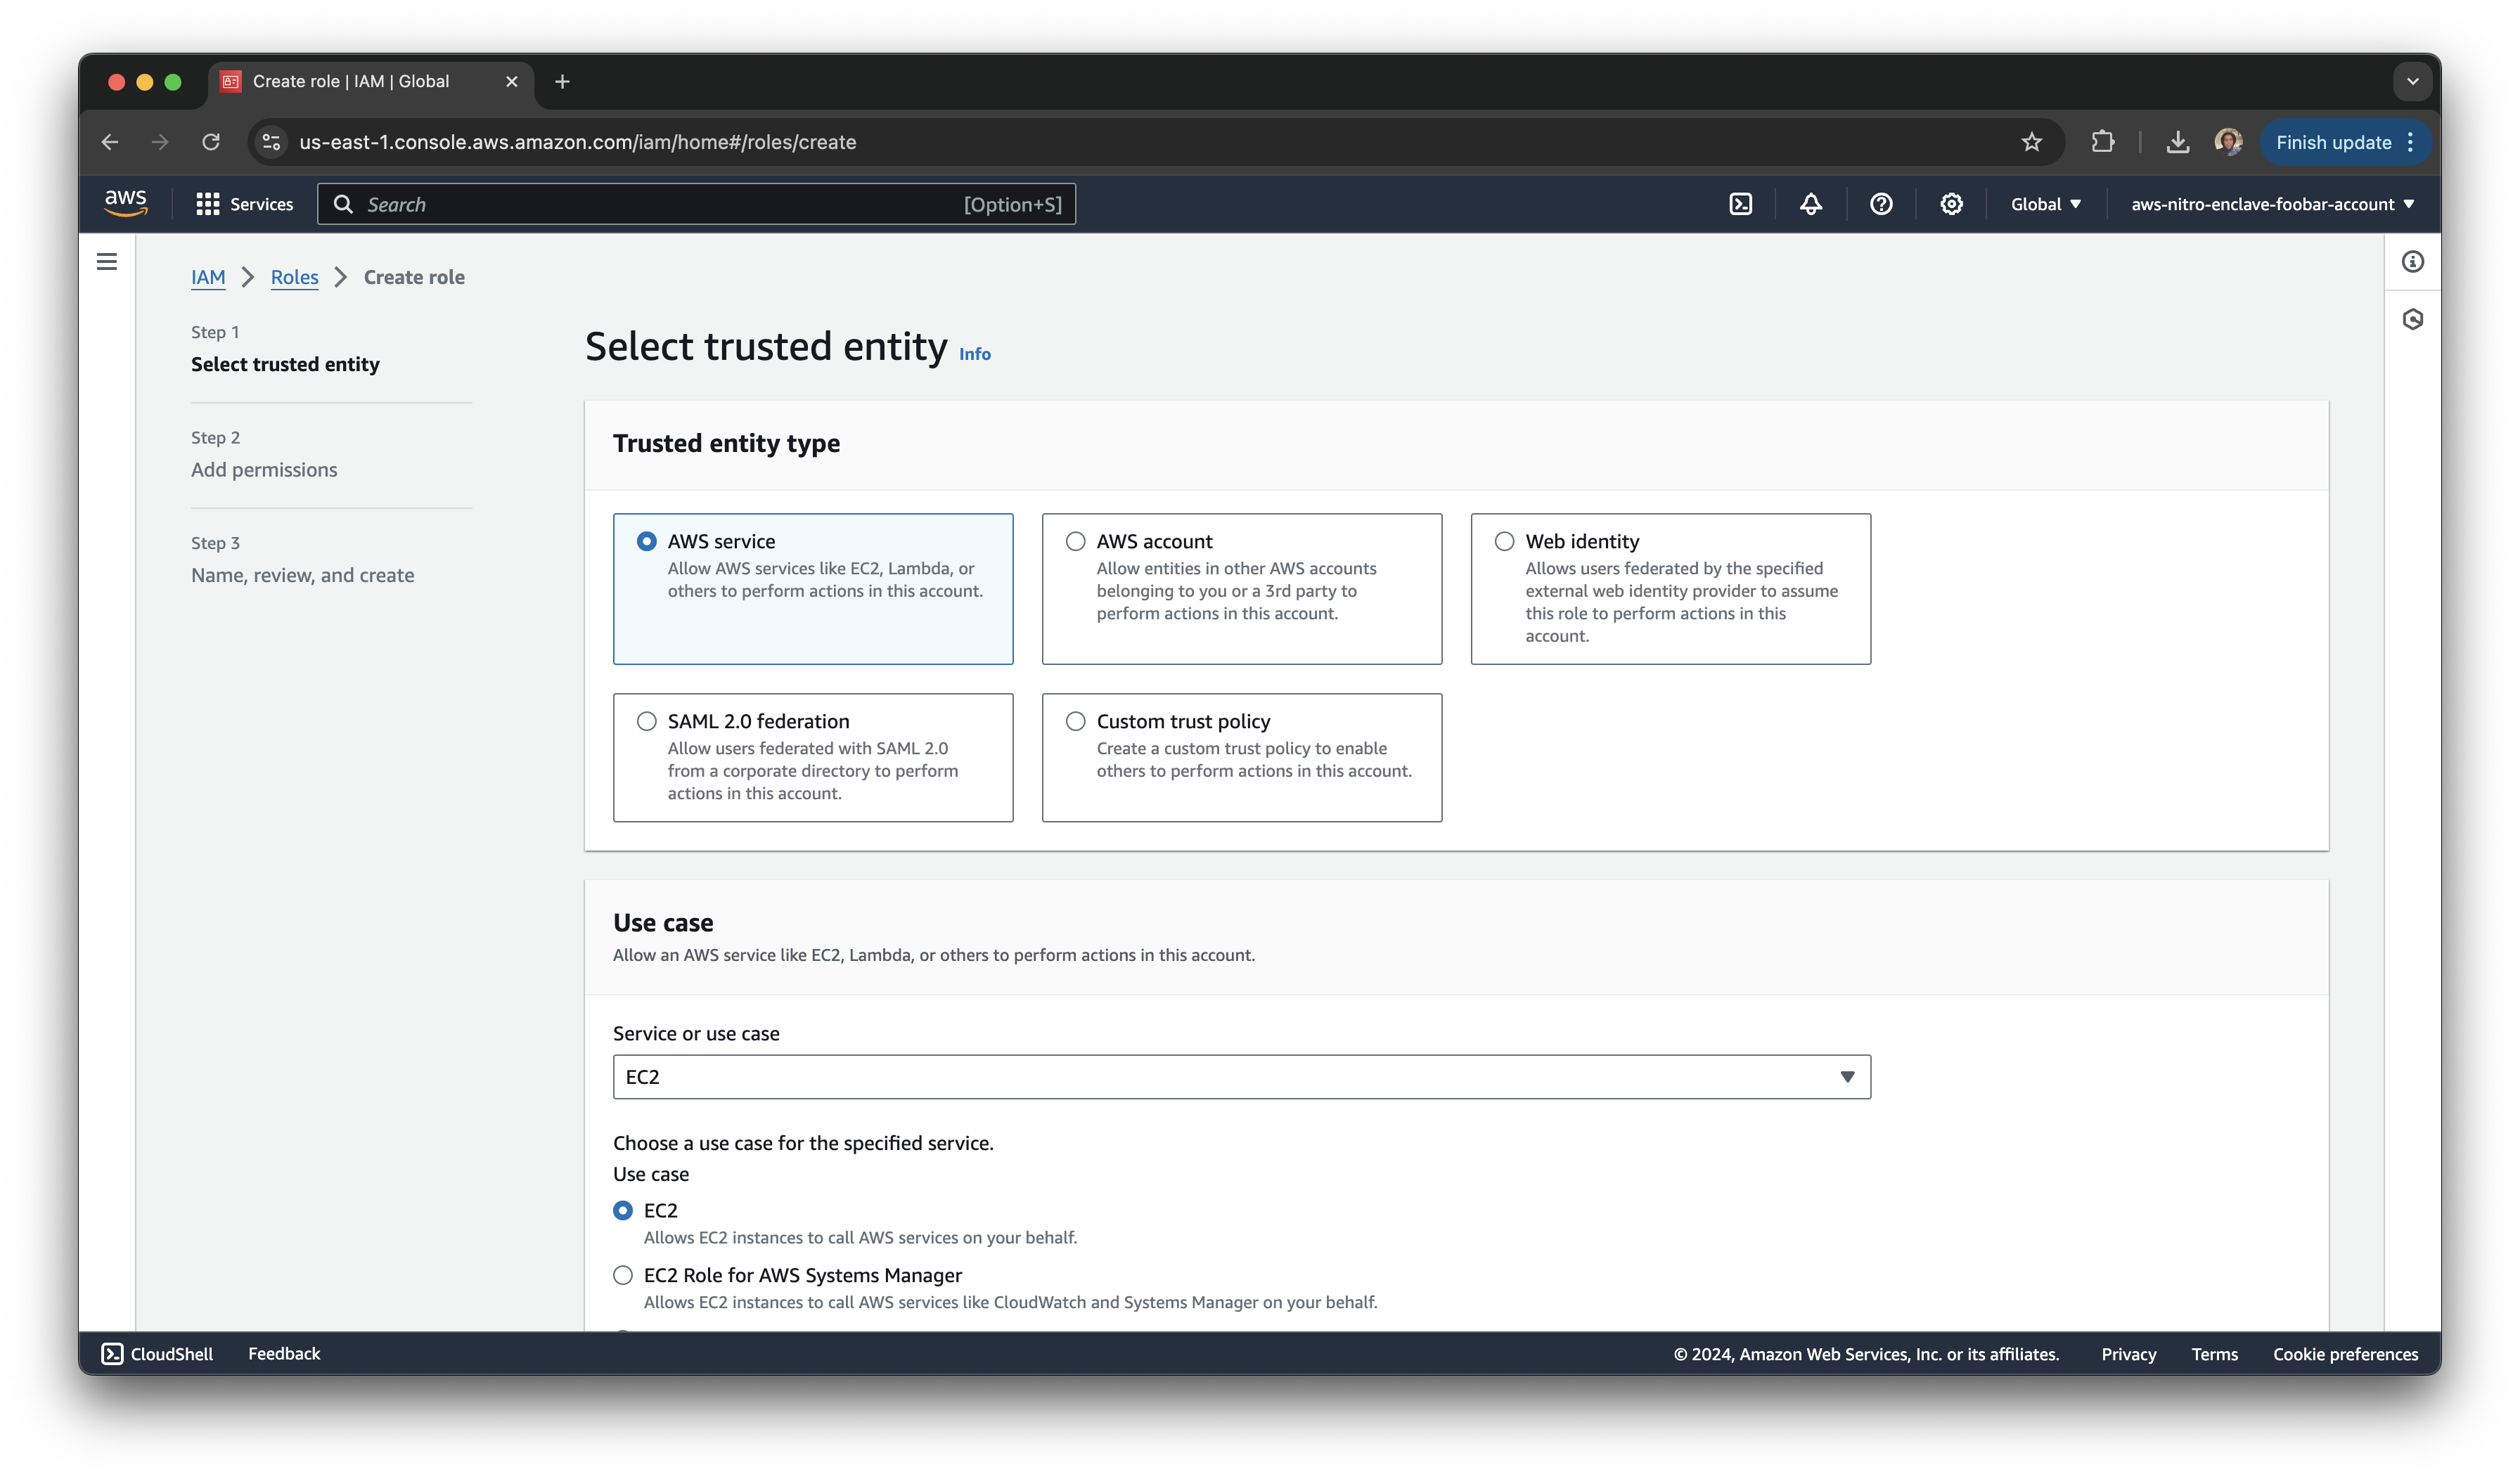 Create role | IAM | Global
us-east-1.console.aws.amazon.com/iam/home#/roles/create
Finish update
aws
Services
Search
[Option+S]
Global
aws-nitro-enclave-foobar-account
IAM
Roles
Create role
Step 1
Select trusted entity
Step 2
Add permissions
Step 3
Name, review, and create
Select trusted entity
Info
Trusted entity type
AWS service
Allow AWS services like EC2, Lambda, or
others to perform actions in this account.
AWS account
Allow entities in other AWS accounts
belonging to you or a 3rd party to
perform actions in this account.
Web identity
Allows users federated by the specified
external web identity provider to assume
this role to perform actions in this
account.
SAML 2.0 federation
Allow users federated with SAML 2.0
from a corporate directory to perform
actions in this account.
Custom trust policy
Create a custom trust policy to enable
others to perform actions in this account.
Use case
Allow an AWS service like EC2, Lambda, or others to perform actions in this account.
Service or use case
EC2
Choose a use case for the specified service.
Use case
EC2
Allows EC2 instances to call AWS services on your behalf.
EC2 Role for AWS Systems Manager
Allows EC2 instances to call AWS services like CloudWatch and Systems Manager on your behalf.
CloudShell
Feedback
© 2024, Amazon Web Services, Inc. or its affiliates.
Privacy
Terms
Cookie preferences